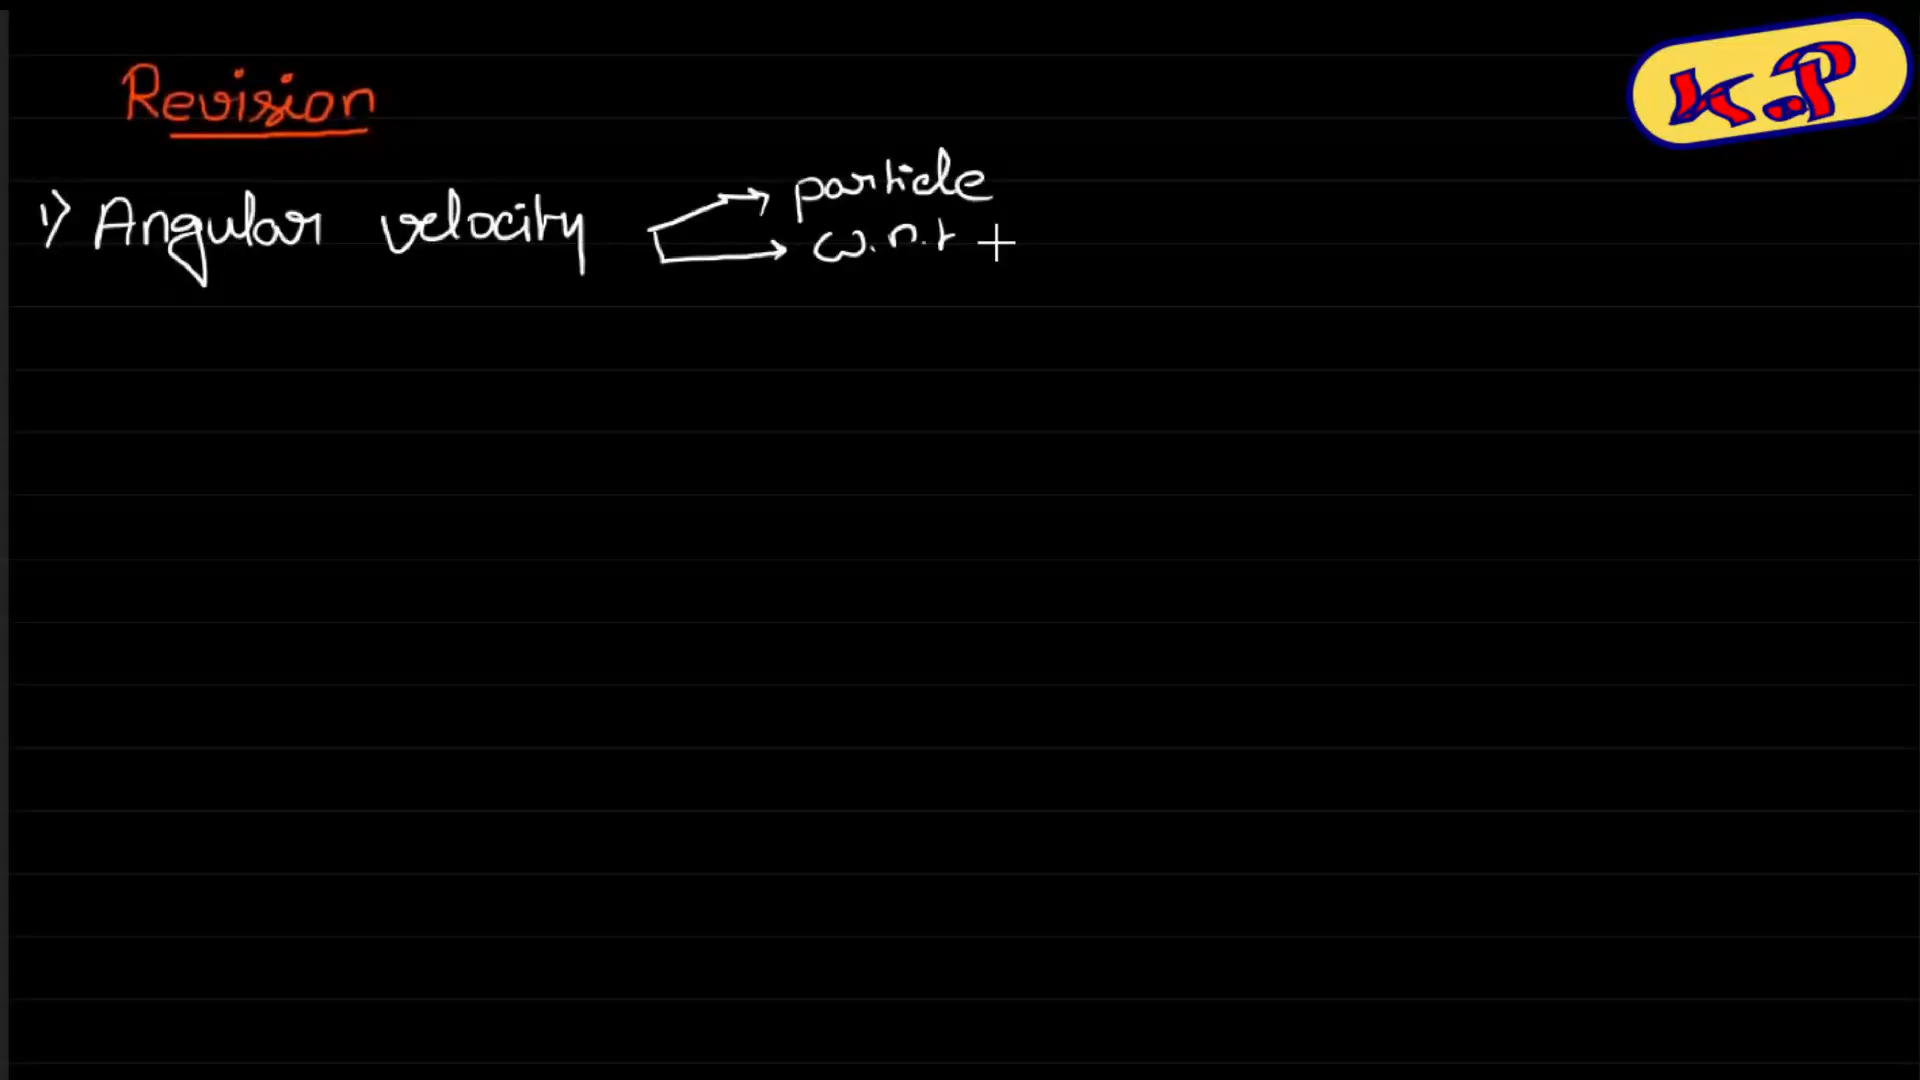 K.P
Revision
1) Angular velocity → particle
→ w.r.t